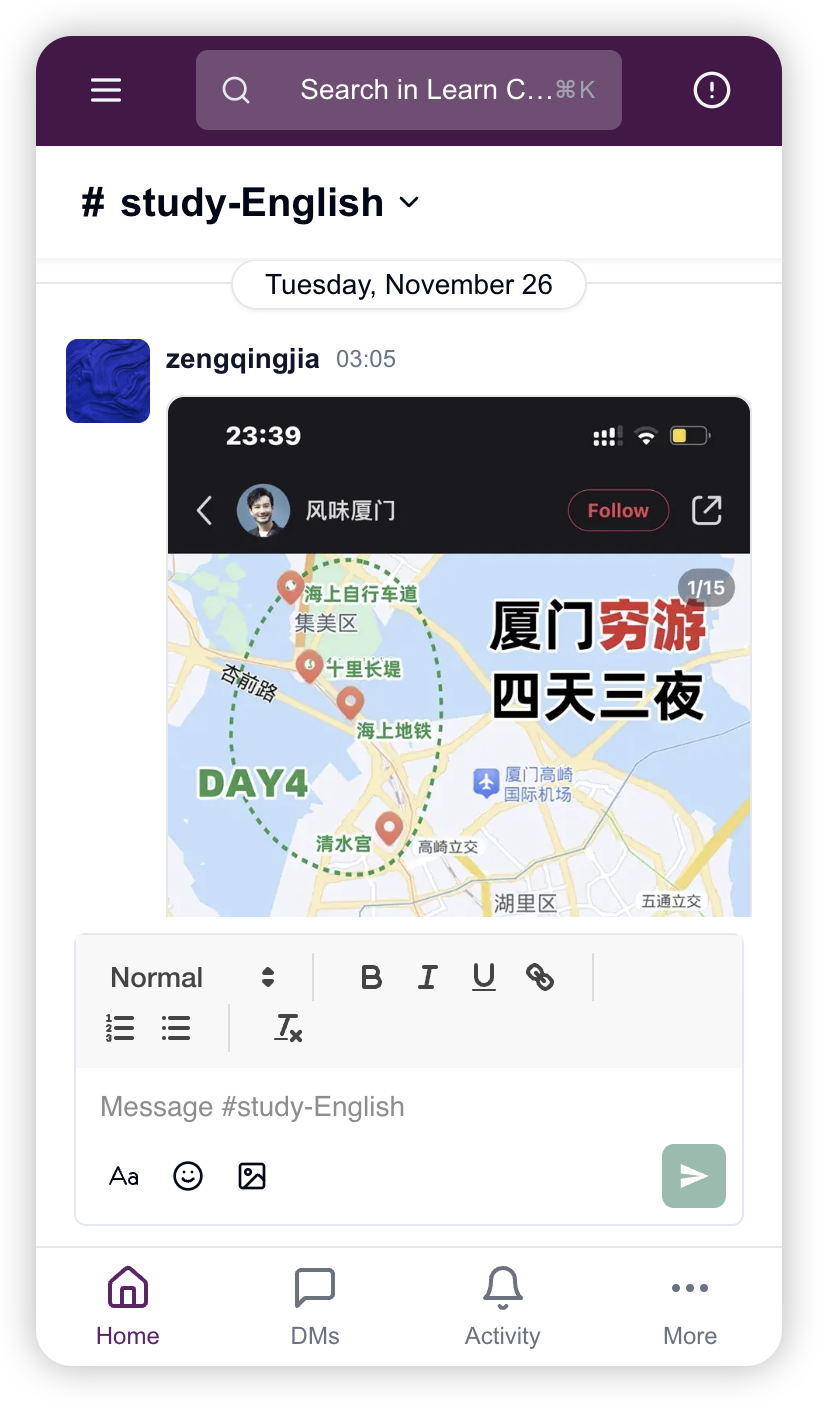 Search in Learn C... ⌘K
# study-English
Tuesday, November 26
zengqingjia 03:05
23:39
风味厦门
Follow
1/15
海上自行车道
集美区
厦门穷游
十里长堤
杏前路
四天三夜
海上地铁
DAY4
厦门高崎
国际机场
清水宫
高崎立交
湖里区
五通立交
Normal
B I U
Message #study-English
Aa
Home
DMs
Activity
More